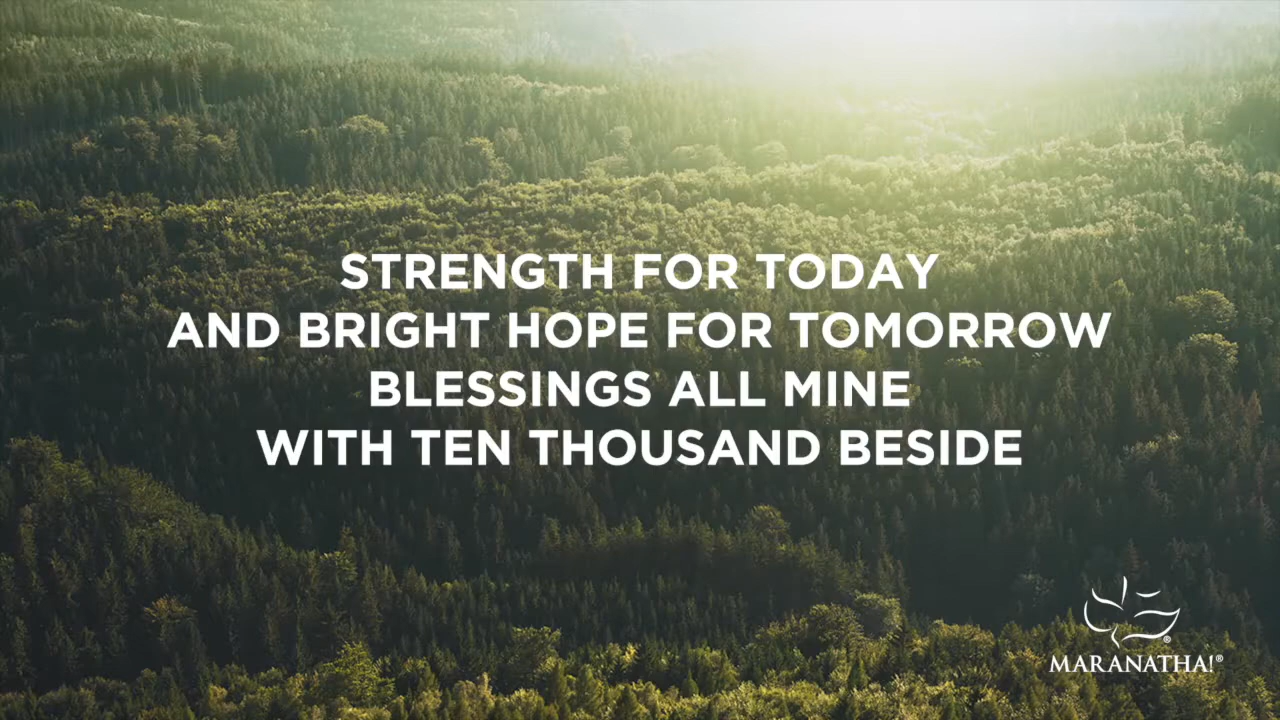 STRENGTH FOR TODAY
AND BRIGHT HOPE FOR TOMORROW
BLESSINGS ALL MINE
WITH TEN THOUSAND BESIDE
MARANATHA!®